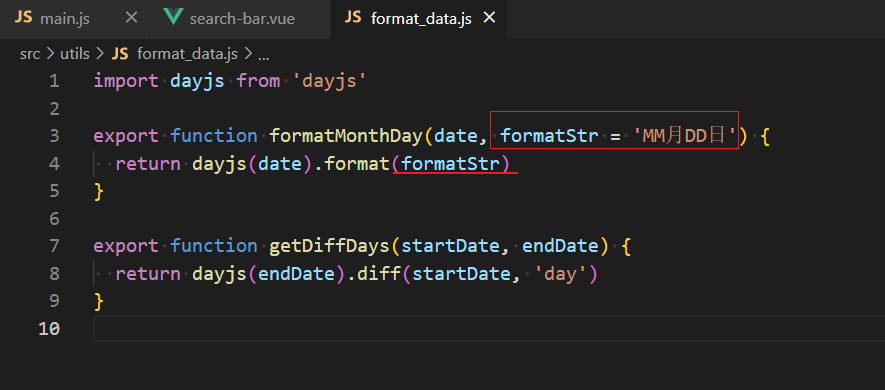 JS main.js × search-bar.vue JS format_data.js ×
src > utils > JS format_data.js > ...
1 import dayjs from 'dayjs'
2
3 export function formatMonthDay(date, formatStr = 'MM月DD日') {
4 return dayjs(date).format(formatStr)
5 }
6
7 export function getDiffDays(startDate, endDate) {
8 return dayjs(endDate).diff(startDate, 'day')
9 }
10